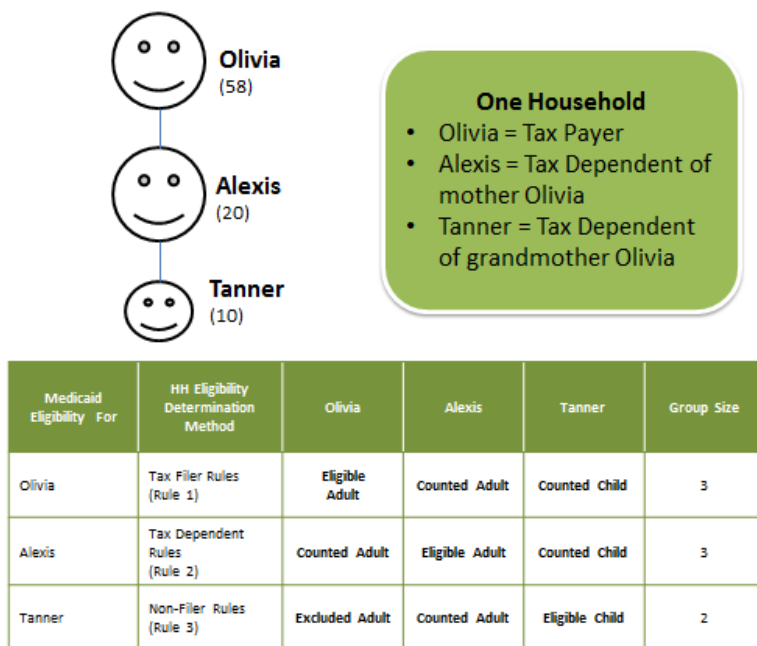 Olivia
(58)
Alexis
(20)
Tanner
(10)
One Household
• Olivia = Tax Payer
• Alexis = Tax Dependent of
mother Olivia
• Tanner = Tax Dependent
of grandmother Olivia
Medicaid
Eligibility For
HH Eligibility
Determination
Method
Olivia
Alexis
Tanner
Group Size
Olivia
Tax Filer Rules
(Rule 1)
Eligible
Adult
Counted Adult
Counted Child
3
Alexis
Tax Dependent
Rules
(Rule 2)
Counted Adult
Eligible Adult
Counted Child
3
Tanner
Non-Filer Rules
(Rule 3)
Excluded Adult
Counted Adult
Eligible Child
2